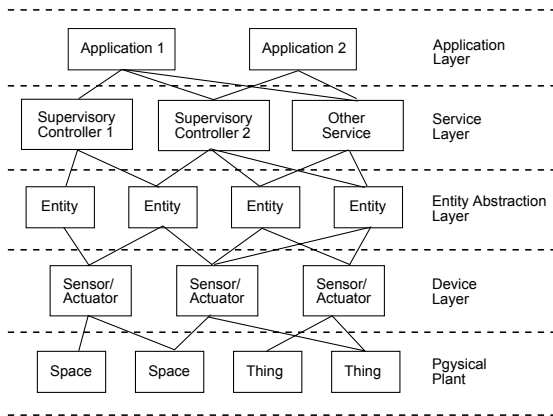 Application 1
Application 2
Application
Layer
Supervisory
Controller 1
Supervisory
Controller 2
Other
Service
Service
Layer
Entity
Entity
Entity
Entity
Entity Abstraction
Layer
Sensor/
Actuator
Sensor/
Actuator
Sensor/
Actuator
Device
Layer
Space
Space
Thing
Thing
Pgysical
Plant